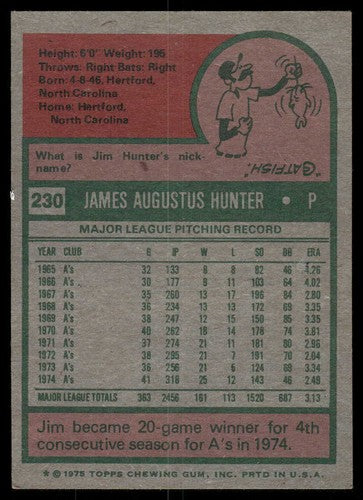 Height: 6'0" Weight: 195
Throws: Right Bats: Right
Born: 4-8-46, Hertford,
North Carolina
Home: Hertford,
North Carolina
"CATFISH"
What is Jim Hunter's nick-
name?
230 JAMES AUGUSTUS HUNTER • P
MAJOR LEAGUE PITCHING RECORD
YEAR CLUB G IP W L SO BB ERA
1965 A's 32 133 8 8 82 46 4.26
1966 A's 30 177 9 11 103 64 4.02
1967 A's 35 260 13 17 196 84 2.80
1968 A's 36 234 13 13 172 69 3.35
1969 A's 38 247 12 15 150 85 3.35
1970 A's 40 262 18 14 178 74 3.81
1971 A's 37 274 21 11 181 80 2.96
1972 A's 38 295 21 7 191 70 2.04
1973 A's 36 256 21 5 124 69 3.34
1974 A's 41 318 25 12 143 46 2.49
MAJOR LEAGUE TOTALS 363 2456 161 113 1520 687 3.13
Jim became 20-game winner for 4th
consecutive season for A's in 1974.
* © 1975 TOPPS CHEWING GUM, INC. PRTD. IN U.S.A.